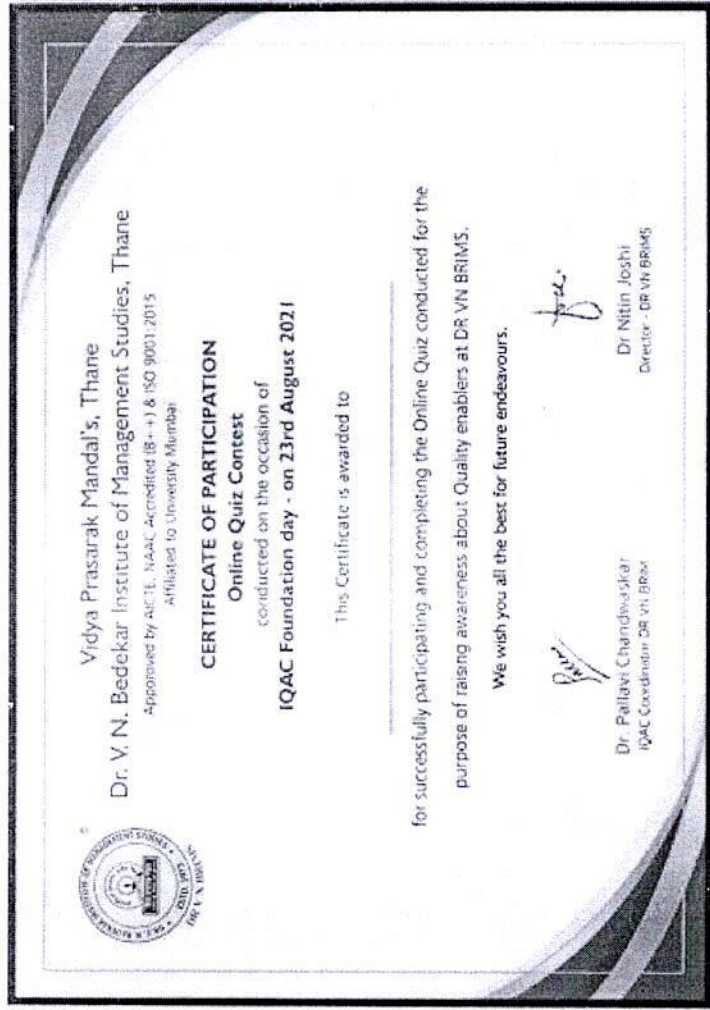 Vidya Prasarak Mandal's, Thane
Dr. V. N. Bedekar Institute of Management Studies, Thane
Approved by AICTE, NAAC Accredited (B++) & ISO 9001:2015
Affiliated to University Mumbai
DR V. N. BRIMS
CERTIFICATE OF PARTICIPATION
Online Quiz Contest
conducted on the occasion of
IQAC Foundation day - on 23rd August 2021
This Certificate is awarded to
for successfully participating and completing the Online Quiz conducted for the
purpose of raising awareness about Quality enablers at DR VN BRIMS.
We wish you all the best for future endeavours.
Dr. Pallavi Chandwaskar
IQAC Coordinator DR VN BRIM
Dr Nitin Joshi
Director - DR VN BRIMS